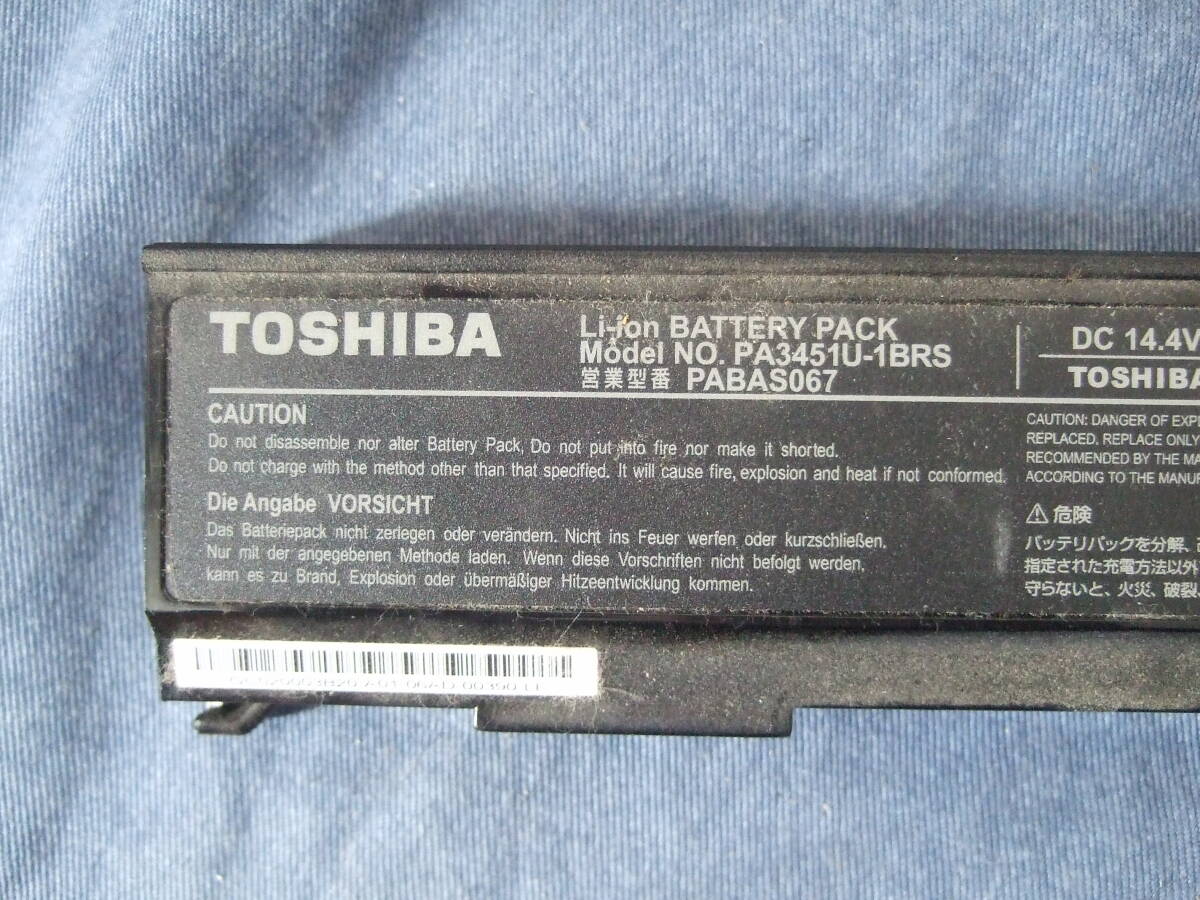 TOSHIBA
Li-ion BATTERY PACK
Model NO. PA3451U-1BRS
営業型番 PABAS067
DC 14.4V
TOSHIBA
CAUTION
Do not disassemble nor alter Battery Pack, Do not put into fire nor make it shorted.
Do not charge with the method other than that specified. It will cause fire, explosion and heat if not conformed.
Die Angabe VORSICHT
Das Batteriepack nicht zerlegen oder verändern. Nicht ins Feuer werfen oder kurzschließen.
Nur mit der angegebenen Methode laden. Wenn diese Vorschriften nicht befolgt werden,
kann es zu Brand, Explosion oder übermäßiger Hitzeentwicklung kommen.
CAUTION: DANGER OF EXP
REPLACED. REPLACE ONLY
RECOMMENDED BY THE MA
ACCORDING TO THE MANUF
⚠危険
バッテリパックを分解、
指定された充電方法以外
守らないと、火災、破裂、